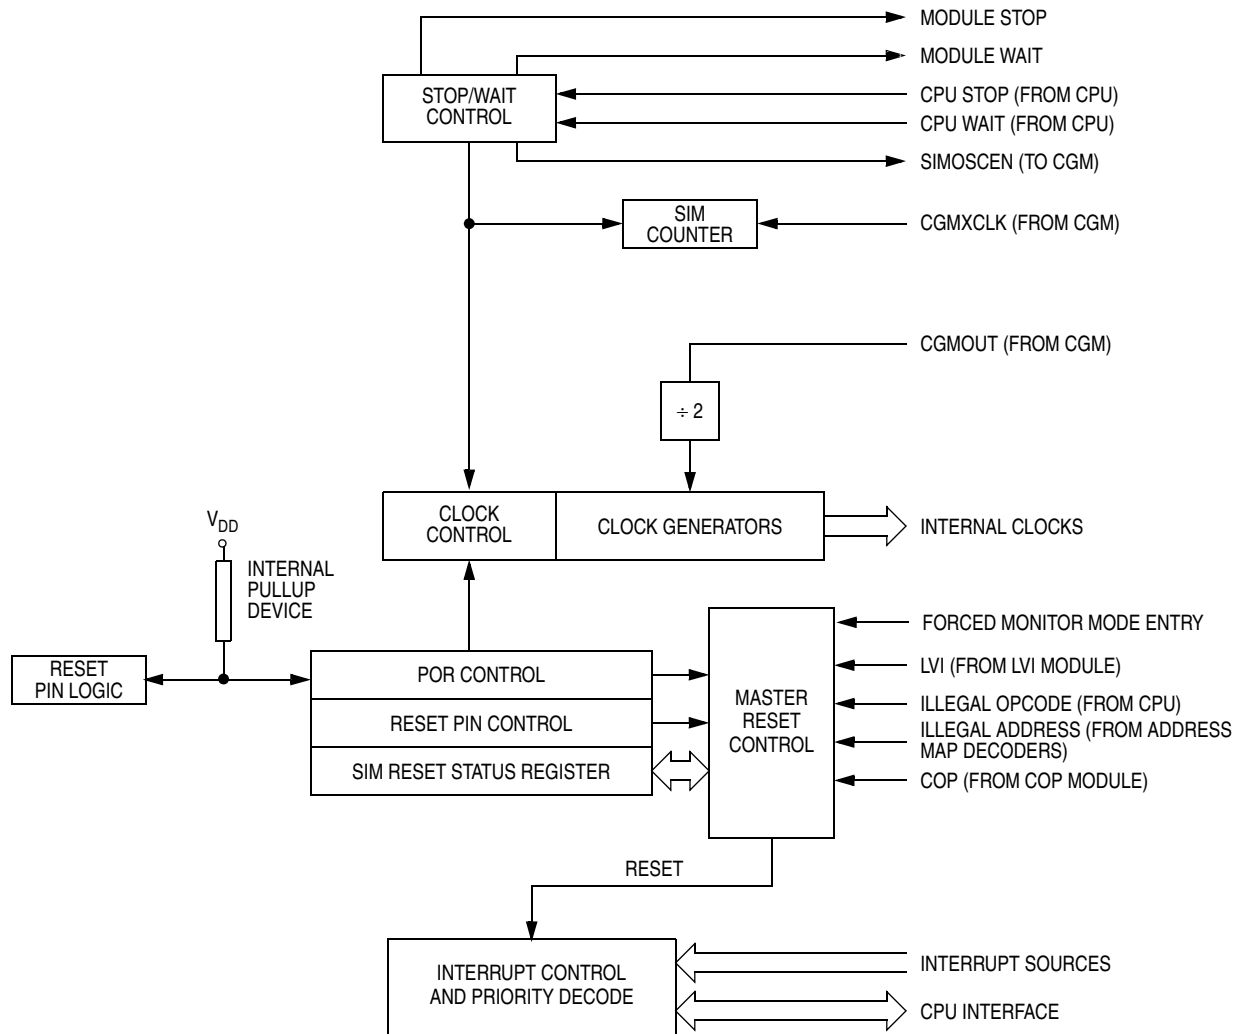 MODULE STOP
MODULE WAIT
STOP/WAIT
CONTROL
CPU STOP (FROM CPU)
CPU WAIT (FROM CPU)
SIMOSCEN (TO CGM)
SIM
COUNTER
CGMXCLK (FROM CGM)
CGMOUT (FROM CGM)
÷ 2
CLOCK
CONTROL
CLOCK GENERATORS
INTERNAL CLOCKS
VDD
INTERNAL
PULLUP
DEVICE
RESET
PIN LOGIC
POR CONTROL
RESET PIN CONTROL
SIM RESET STATUS REGISTER
MASTER
RESET
CONTROL
FORCED MONITOR MODE ENTRY
LVI (FROM LVI MODULE)
ILLEGAL OPCODE (FROM CPU)
ILLEGAL ADDRESS (FROM ADDRESS
MAP DECODERS)
COP (FROM COP MODULE)
RESET
INTERRUPT CONTROL
AND PRIORITY DECODE
INTERRUPT SOURCES
CPU INTERFACE